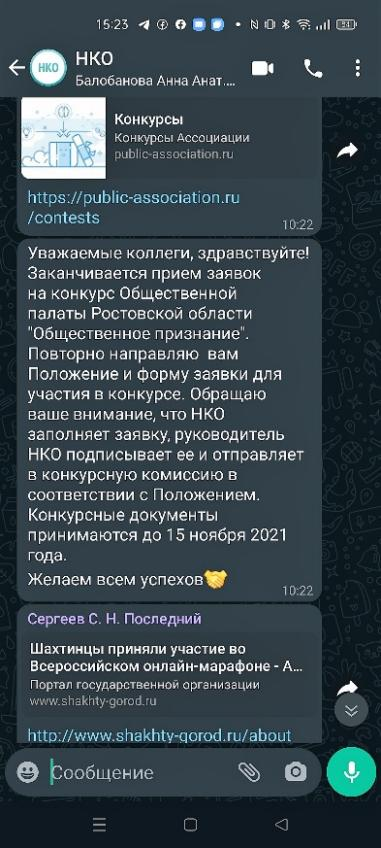 15:23
НКО
НКО
Балобанова Анна Анат....
Конкурсы
Конкурсы Ассоциации
public-association.ru
https://public-association.ru
/contests
10:22
Уважаемые коллеги, здравствуйте!
Заканчивается прием заявок
на конкурс Общественной
палаты Ростовской области
"Общественное признание".
Повторно направляю вам
Положение и форму заявки для
участия в конкурсе. Обращаю
ваше внимание, что НКО
заполняет заявку, руководитель
НКО подписывает ее и отправляет
в конкурсную комиссию в
соответствии с Положением.
Конкурсные документы
принимаются до 15 ноября 2021
года.
Желаем всем успехов🤝
10:22
Сергеев С. Н. Последний
Шахтинцы приняли участие во
Всероссийском онлайн-марафоне - А...
Портал государственной организации
www.shakhty-gorod.ru
http://www.shakhty-gorod.ru/about
Сообщение